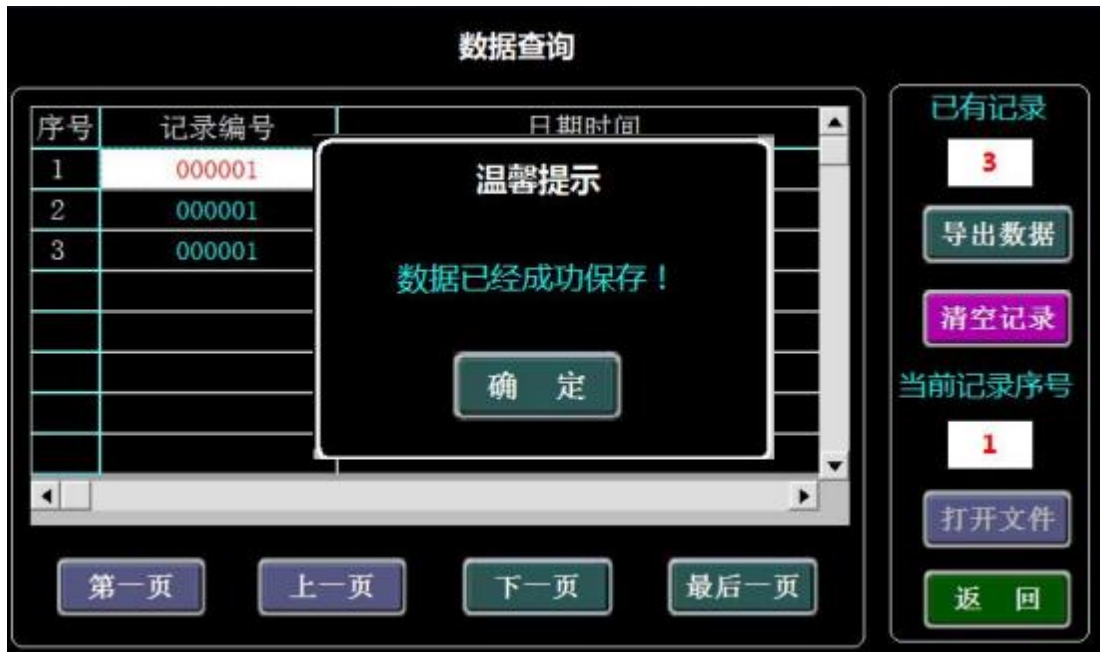 数据查询
序号 记录编号 日期时间
1 000001
2 000001
3 000001
温馨提示
数据已经成功保存！
确 定
第一页 上一页 下一页 最后一页
已有记录
3
导出数据
清空记录
当前记录序号
1
打开文件
返 回